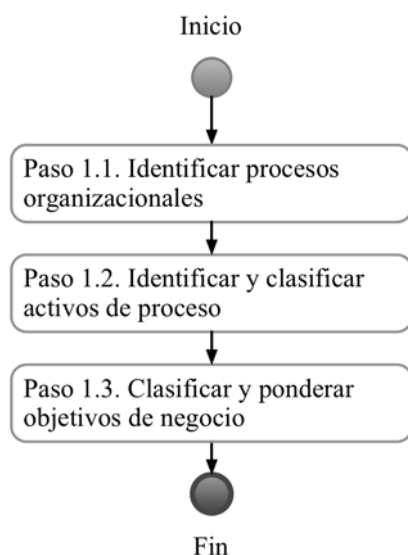 Inicio
Paso 1.1. Identificar procesos
organizacionales
Paso 1.2. Identificar y clasificar
activos de proceso
Paso 1.3. Clasificar y ponderar
objetivos de negocio
Fin